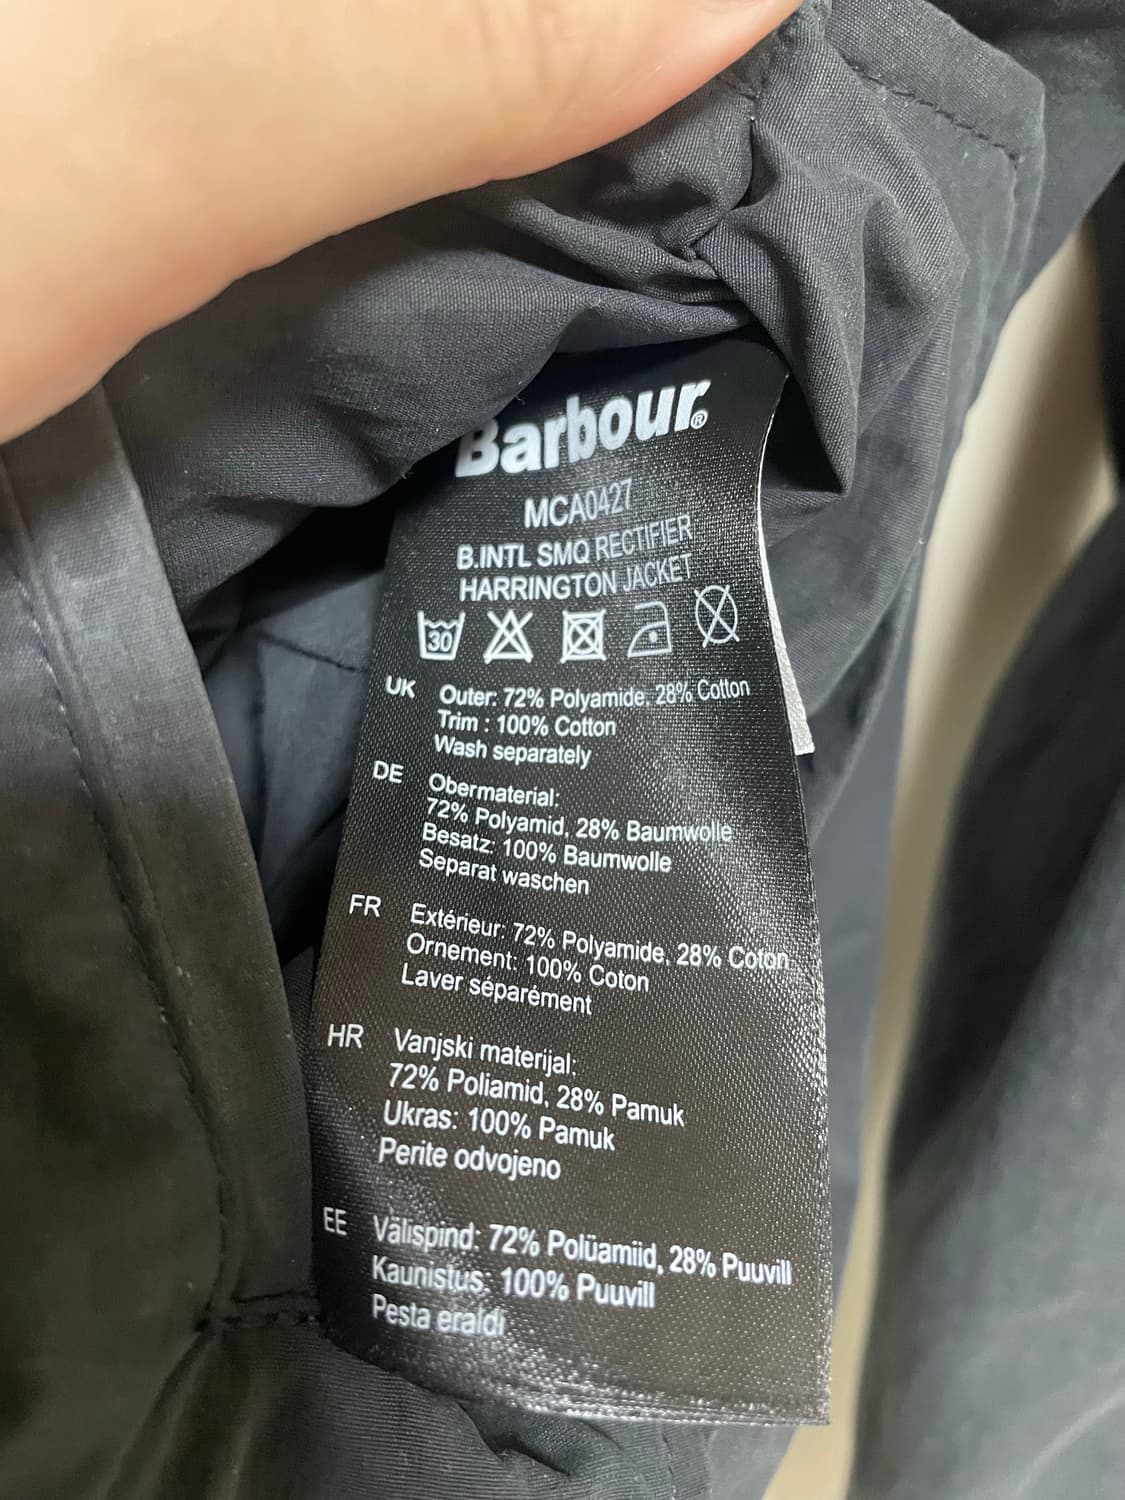 Barbour®
MCA0427
B.INTL SMQ RECTIFIER
HARRINGTON JACKET
30
UK Outer: 72% Polyamide, 28% Cotton
Trim : 100% Cotton
Wash separately
DE Obermaterial:
72% Polyamid, 28% Baumwolle
Besatz: 100% Baumwolle
Separat waschen
FR Extérieur: 72% Polyamide, 28% Coton
Ornement: 100% Coton
Laver séparément
HR Vanjski materijal:
72% Poliamid, 28% Pamuk
Ukras: 100% Pamuk
Perite odvojeno
EE Välispind: 72% Polüamiid, 28% Puuvill
Kaunistus: 100% Puuvill
Pesta eraldi